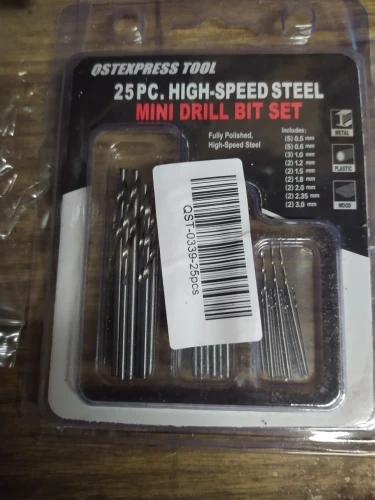 OSTEXPRESS TOOL
25 PC. HIGH-SPEED STEEL
MINI DRILL BIT SET
Fully Polished,
High-Speed Steel
Includes:
(5) 0.5 mm
(5) 0.6 mm
(3) 1.0 mm
(2) 1.2 mm
(2) 1.5 mm
(2) 1.8 mm
(2) 2.0 mm
(2) 2.35 mm
(2) 3.0 mm
METAL
PLASTIC
WOOD
QST-0339-25pcs